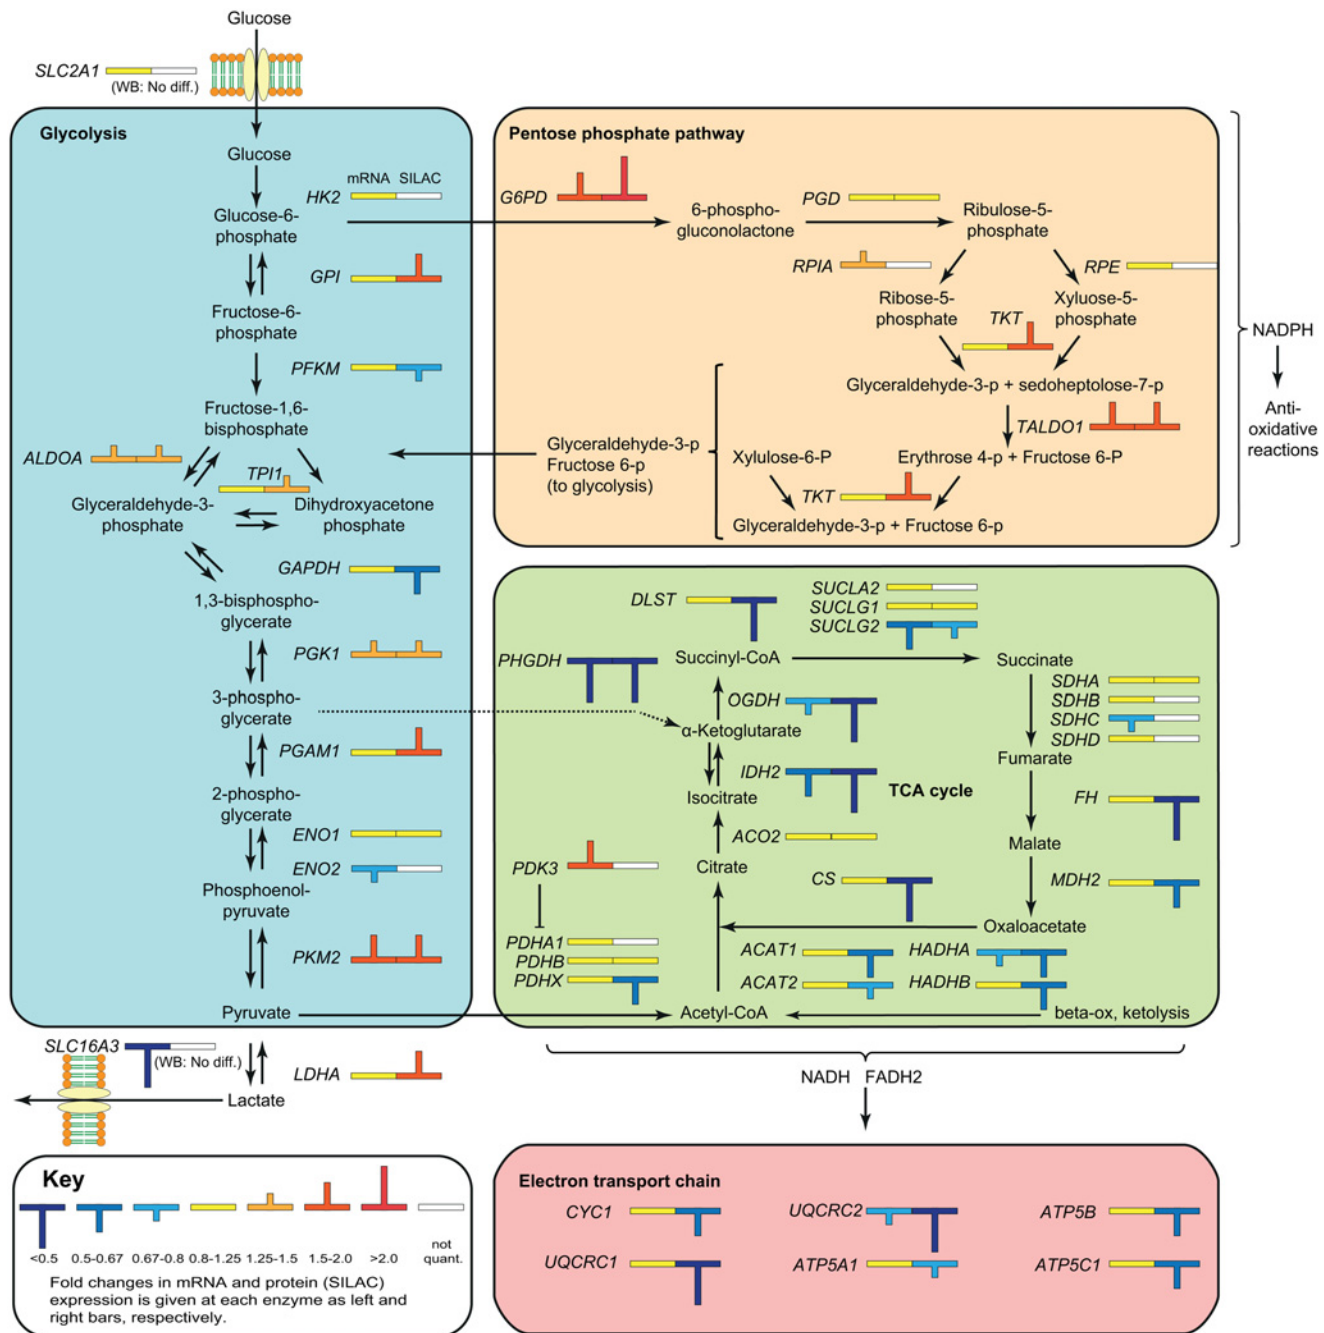 Glucose
SLC2A1
(WB: No diff.)
Glycolysis
Glucose
mRNA SILAC
HK2
Glucose-6-
phosphate
GPI
Fructose-6-
phosphate
PFKM
Fructose-1,6-
bisphosphate
ALDOA
TPI1
Glyceraldehyde-3-
phosphate
Dihydroxyacetone
phosphate
GAPDH
1,3-bisphospho-
glycerate
PGK1
3-phospho-
glycerate
PGAM1
2-phospho-
glycerate
ENO1
ENO2
Phosphoenol-
pyruvate
PKM2
Pyruvate
SLC16A3
(WB: No diff.)
LDHA
Lactate
Pentose phosphate pathway
G6PD
6-phospho-
gluconolactone
PGD
Ribulose-5-
phosphate
RPIA
RPE
Ribose-5-
phosphate
Xyluose-5-
phosphate
TKT
Glyceraldehyde-3-p + sedoheptolose-7-p
TALDO1
Glyceraldehyde-3-p
Fructose 6-p
(to glycolysis)
Xylulose-6-P
Erythrose 4-p + Fructose 6-P
TKT
Glyceraldehyde-3-p + Fructose 6-p
NADPH
Anti-
oxidative
reactions
DLST
SUCLA2
SUCLG1
SUCLG2
PHGDH
Succinyl-CoA
Succinate
SDHA
SDHB
SDHC
SDHD
OGDH
α-Ketoglutarate
Fumarate
IDH2
TCA cycle
Isocitrate
FH
ACO2
Malate
PDK3
Citrate
CS
MDH2
Oxaloacetate
PDHA1
PDHB
PDHX
ACAT1
ACAT2
HADHA
HADHB
Acetyl-CoA
beta-ox, ketolysis
NADH FADH2
Electron transport chain
CYC1
UQCRC2
ATP5B
UQCRC1
ATP5A1
ATP5C1
Key
<0.5 0.5-0.67 0.67-0.8 0.8-1.25 1.25-1.5 1.5-2.0 >2.0 not
quant.
Fold changes in mRNA and protein (SILAC)
expression is given at each enzyme as left and
right bars, respectively.